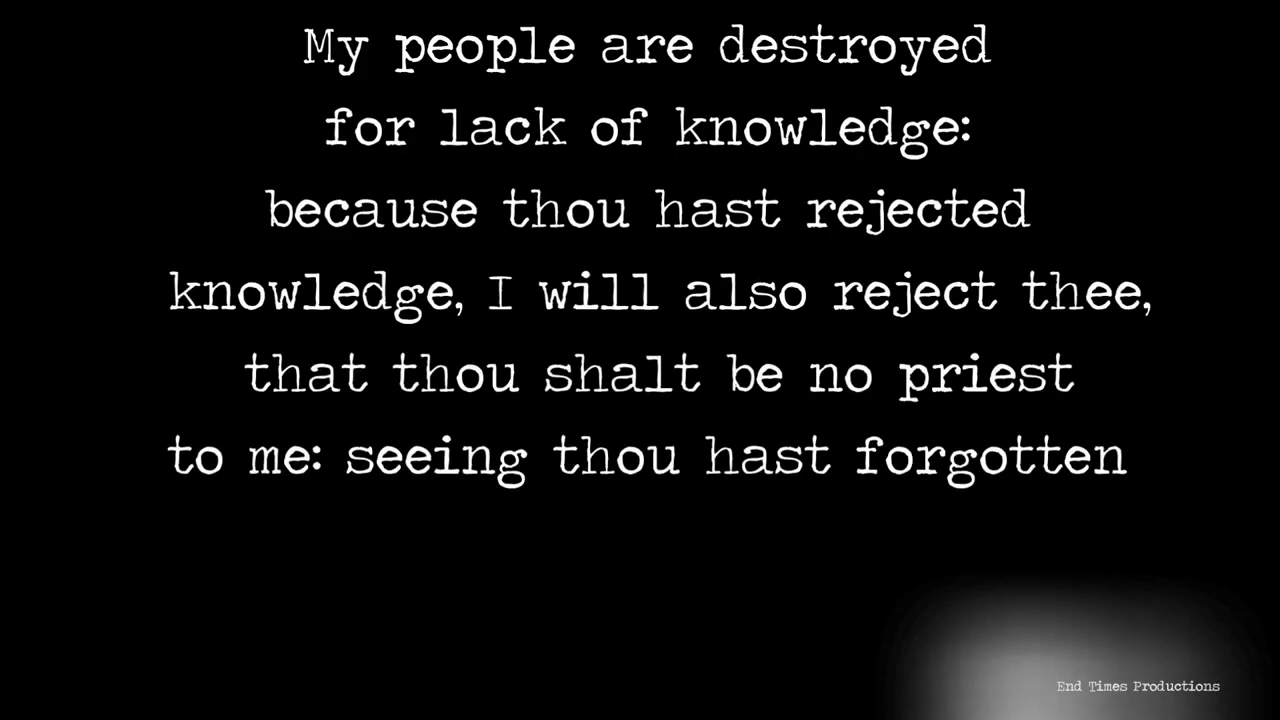 My people are destroyed
for lack of knowledge:
because thou hast rejected
knowledge, I will also reject thee,
that thou shalt be no priest
to me: seeing thou hast forgotten
End Times Productions